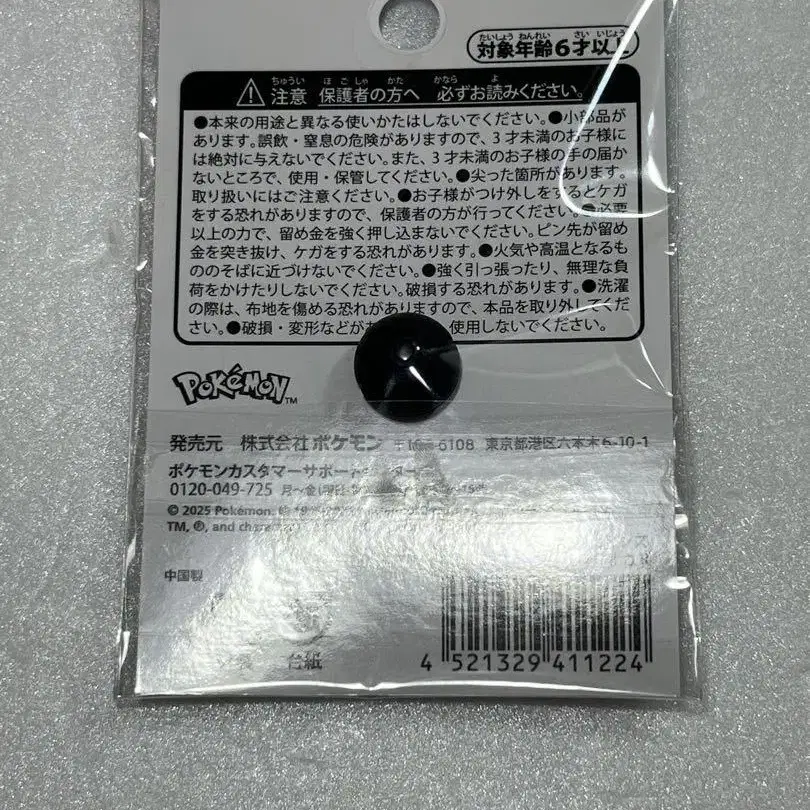 対象年齢6才以上
注意 保護者の方へ 必ずお読みください。
●本来の用途と異なる使いかたはしないでください。●小部品が
あります。誤飲・窒息の危険がありますので、3才未満のお子様に
は絶対に与えないでください。また、3才未満のお子様の手の届か
ないところで、使用・保管してください。●尖った箇所があります。
取り扱いにはご注意ください。●お子様がつけ外しをするとケガ
をする恐れがありますので、保護者の方が行ってください。●必要
以上の力で、留め金を強く押し込まないでください。ピン先が留め
金を突き抜け、ケガをする恐れがあります。●火気や高温となるも
ののそばに近づけないでください。●強く引っ張ったり、無理な負
荷をかけたりしないでください。破損する恐れがあります。●洗濯
の際は、布地を傷める恐れがありますので、本品を取り外してくだ
さい。●破損・変形などが 使用しないでください。
POKÉMON TM
発売元 株式会社ポケモン 6108 東京都港区六本木6-10-1
ポケモンカスタマーサポート
0120-049-725 月～金
© 2025 Pokémon.
TM, ®, and
中国製
台紙
4 521329 411224